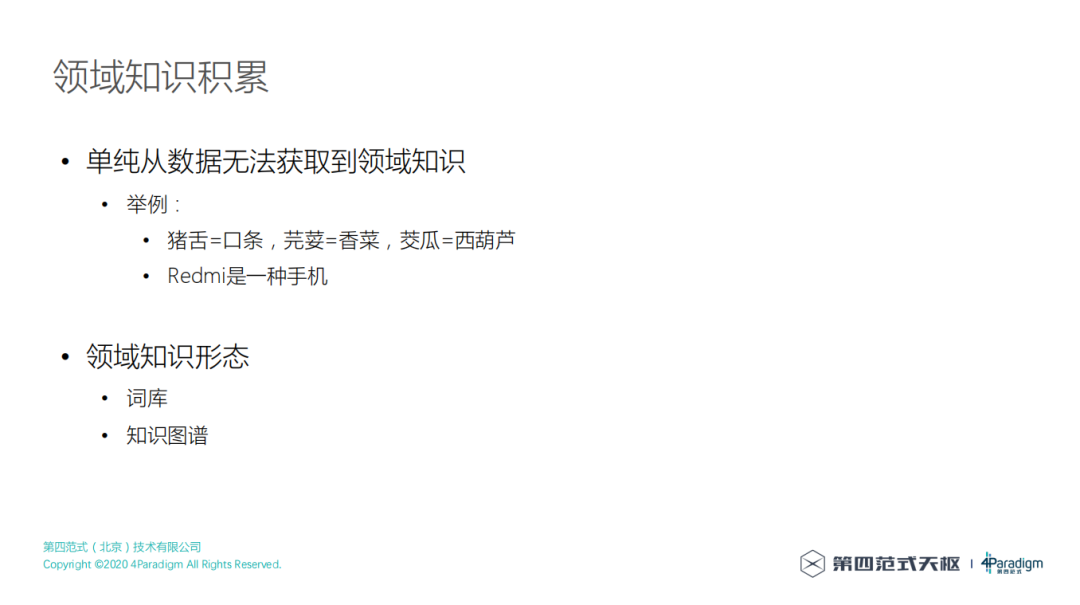 领域知识积累
• 单纯从数据无法获取到领域知识
• 举例：
• 猪舌=口条，芫荽=香菜，茭瓜=西葫芦
• Redmi是一种手机
• 领域知识形态
• 词库
• 知识图谱
第四范式（北京）技术有限公司
Copyright ©2020 4Paradigm All Rights Reserved.
第四范式天枢 | 4Paradigm
第四范式